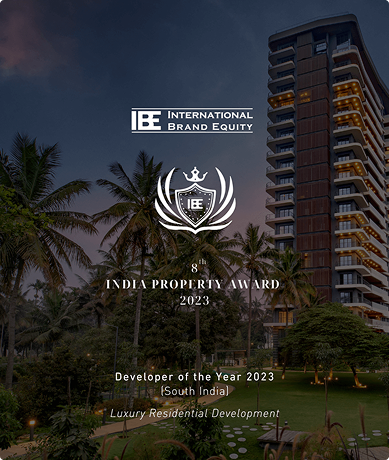 IBE INTERNATIONAL
BRAND EQUITY
IBE
8th
INDIA PROPERTY AWARD
2023
Developer of the Year 2023
(South India)
Luxury Residential Development